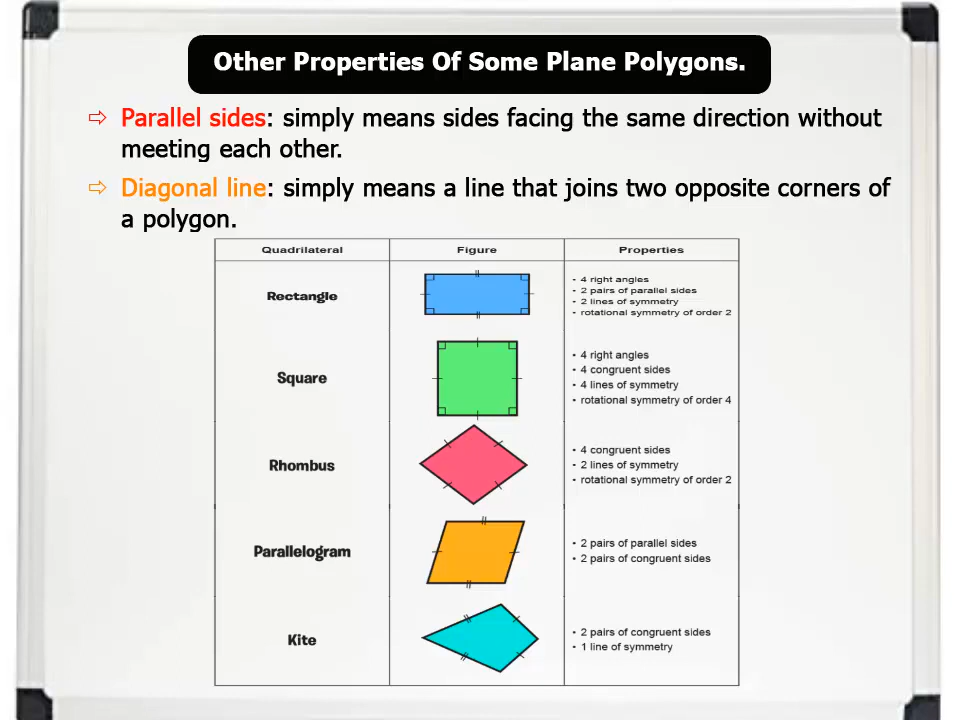 Other Properties Of Some Plane Polygons.
⇨ Parallel sides: simply means sides facing the same direction without
meeting each other.
⇨ Diagonal line: simply means a line that joins two opposite corners of
a polygon.
Quadrilateral Figure Properties
Rectangle
• 4 right angles
• 2 pairs of parallel sides
• 2 lines of symmetry
• rotational symmetry of order 2
Square
• 4 right angles
• 4 congruent sides
• 4 lines of symmetry
• rotational symmetry of order 4
Rhombus
• 4 congruent sides
• 2 lines of symmetry
• rotational symmetry of order 2
Parallelogram
• 2 pairs of parallel sides
• 2 pairs of congruent sides
Kite
• 2 pairs of congruent sides
• 1 line of symmetry